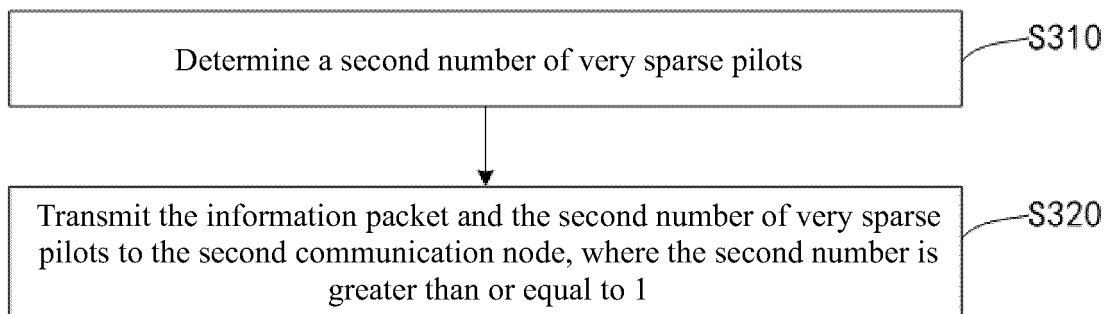 Determine a second number of very sparse pilots
S310
Transmit the information packet and the second number of very sparse
pilots to the second communication node, where the second number is
greater than or equal to 1
S320